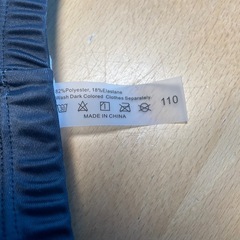 82%Polyester, 18%Elastane
Wash Dark Colored Clothes Separately
110
MADE IN CHINA